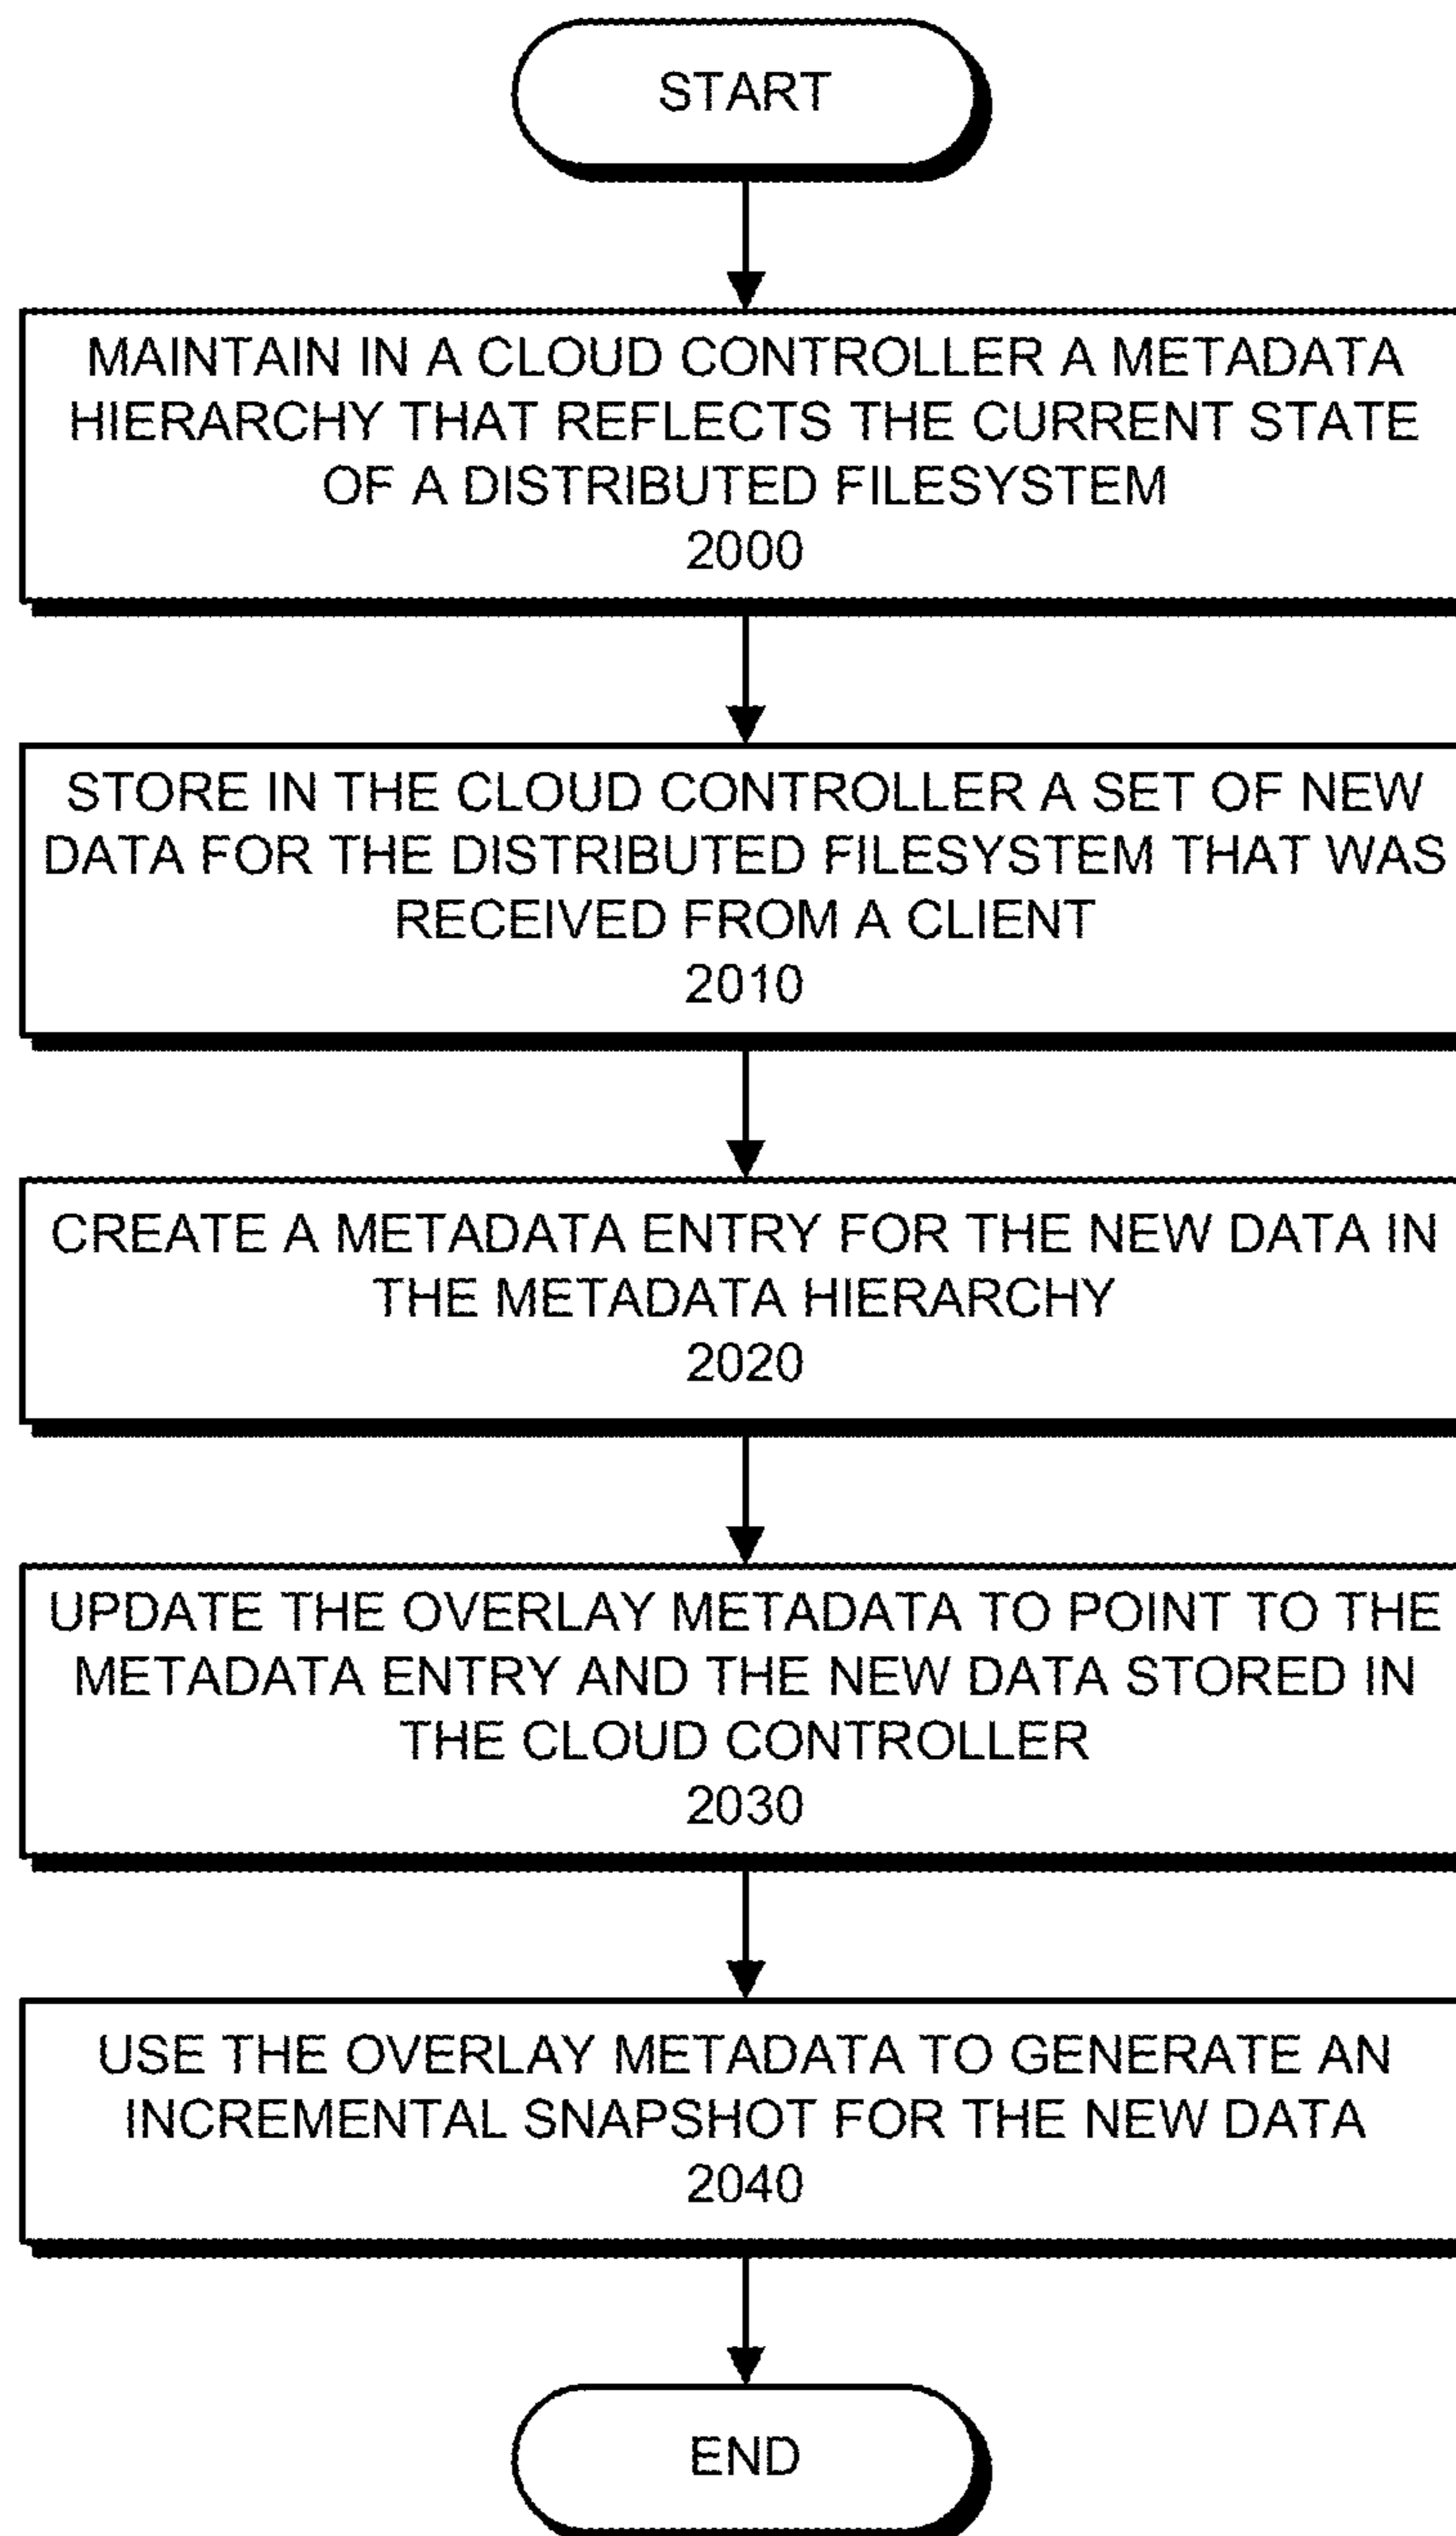 START
MAINTAIN IN A CLOUD CONTROLLER A METADATA
HIERARCHY THAT REFLECTS THE CURRENT STATE
OF A DISTRIBUTED FILESYSTEM
2000
STORE IN THE CLOUD CONTROLLER A SET OF NEW
DATA FOR THE DISTRIBUTED FILESYSTEM THAT WAS
RECEIVED FROM A CLIENT
2010
CREATE A METADATA ENTRY FOR THE NEW DATA IN
THE METADATA HIERARCHY
2020
UPDATE THE OVERLAY METADATA TO POINT TO THE
METADATA ENTRY AND THE NEW DATA STORED IN
THE CLOUD CONTROLLER
2030
USE THE OVERLAY METADATA TO GENERATE AN
INCREMENTAL SNAPSHOT FOR THE NEW DATA
2040
END